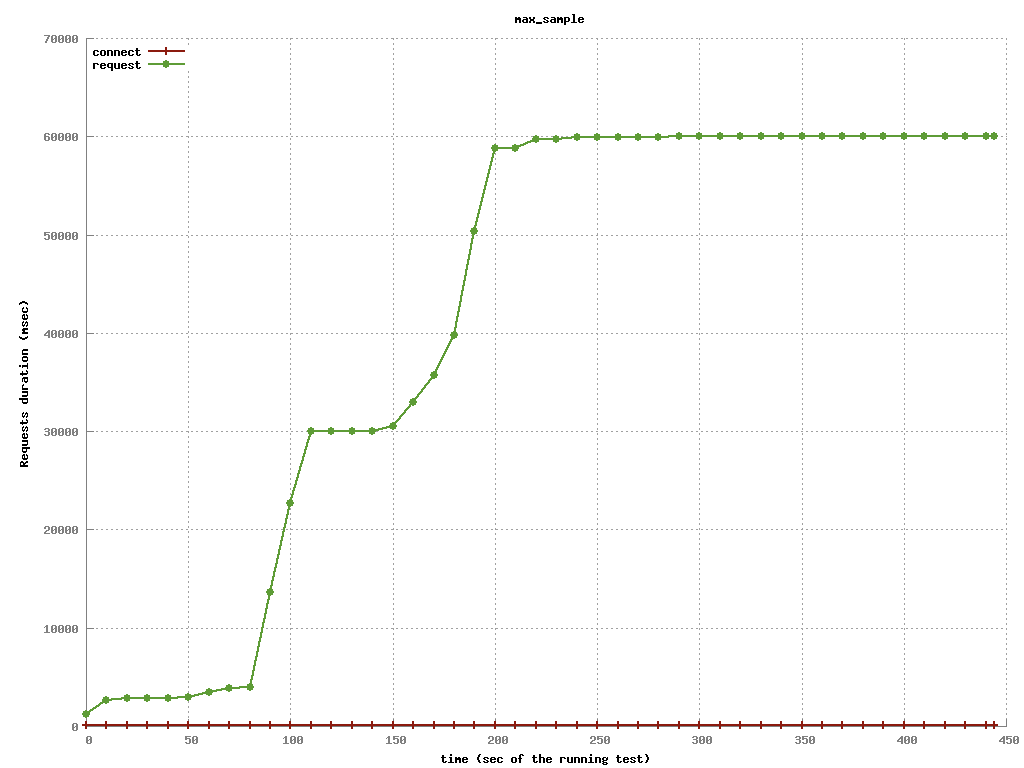 max_sample
70000
connect
request
60000
50000
40000
30000
20000
10000
0
Requests duration (msec)
0 50 100 150 200 250 300 350 400 450
time (sec of the running test)